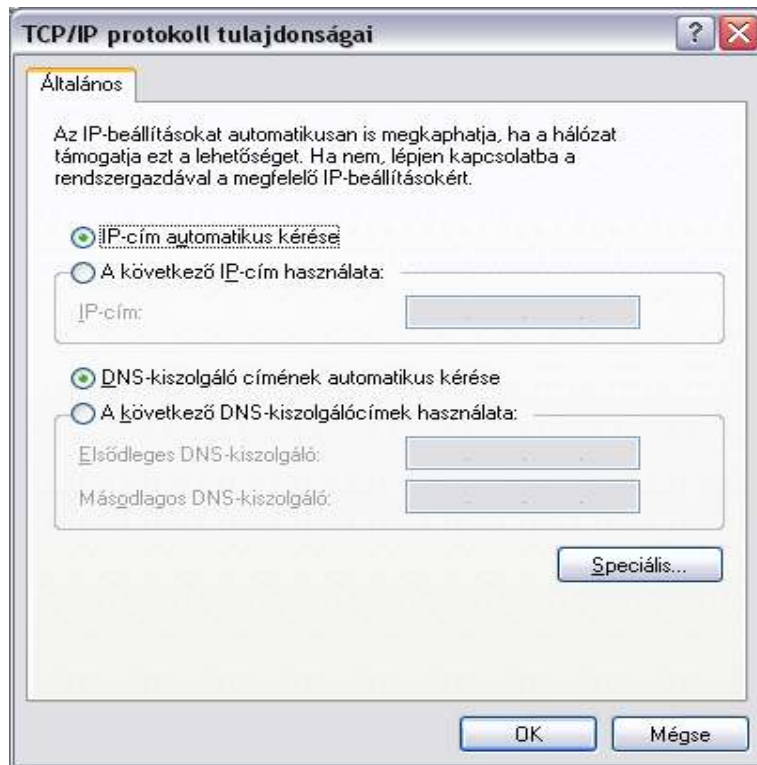 TCP/IP protokoll tulajdonságai
Általános
Az IP-beállításokat automatikusan is megkaphatja, ha a hálózat
támogatja ezt a lehetőséget. Ha nem, lépjen kapcsolatba a
rendszergazdával a megfelelő IP-beállításokért.
IP-cím automatikus kérése
A következő IP-cím használata:
IP-cím:
DNS-kiszolgáló címének automatikus kérése
A következő DNS-kiszolgálócímek használata:
Elsődleges DNS-kiszolgáló:
Másodlagos DNS-kiszolgáló:
Speciális...
OK Mégse